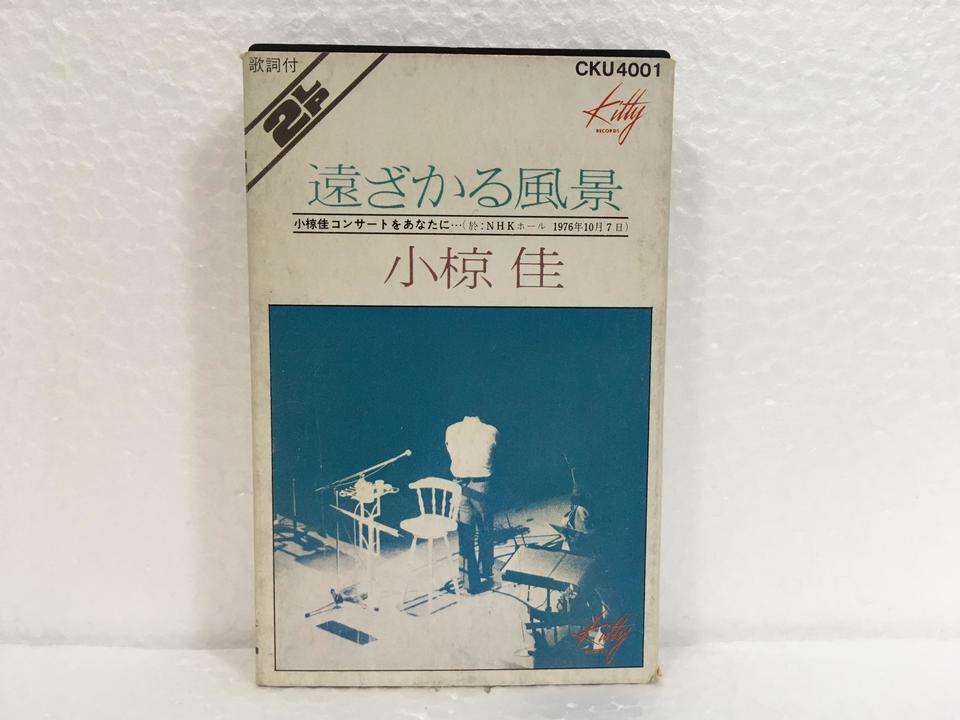 歌詞付
CKU4001
2LP
Kitty
RECORDS
遠ざかる風景
小椋佳コンサートをあなたに…(於：NHKホール 1976年10月7日)
小椋 佳
Kitty
RECORDS